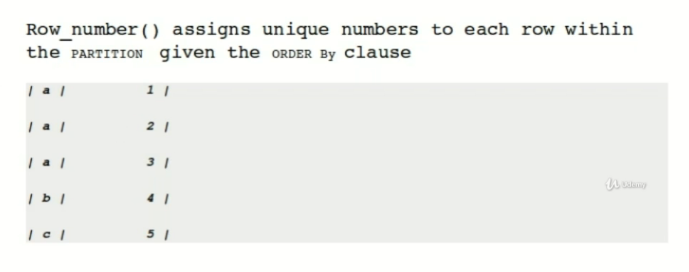 Row_number() assigns unique numbers to each row within
the PARTITION given the ORDER By clause
| a | 1 |
| a | 2 |
| a | 3 |
| b | 4 |
| c | 5 |
Udemy